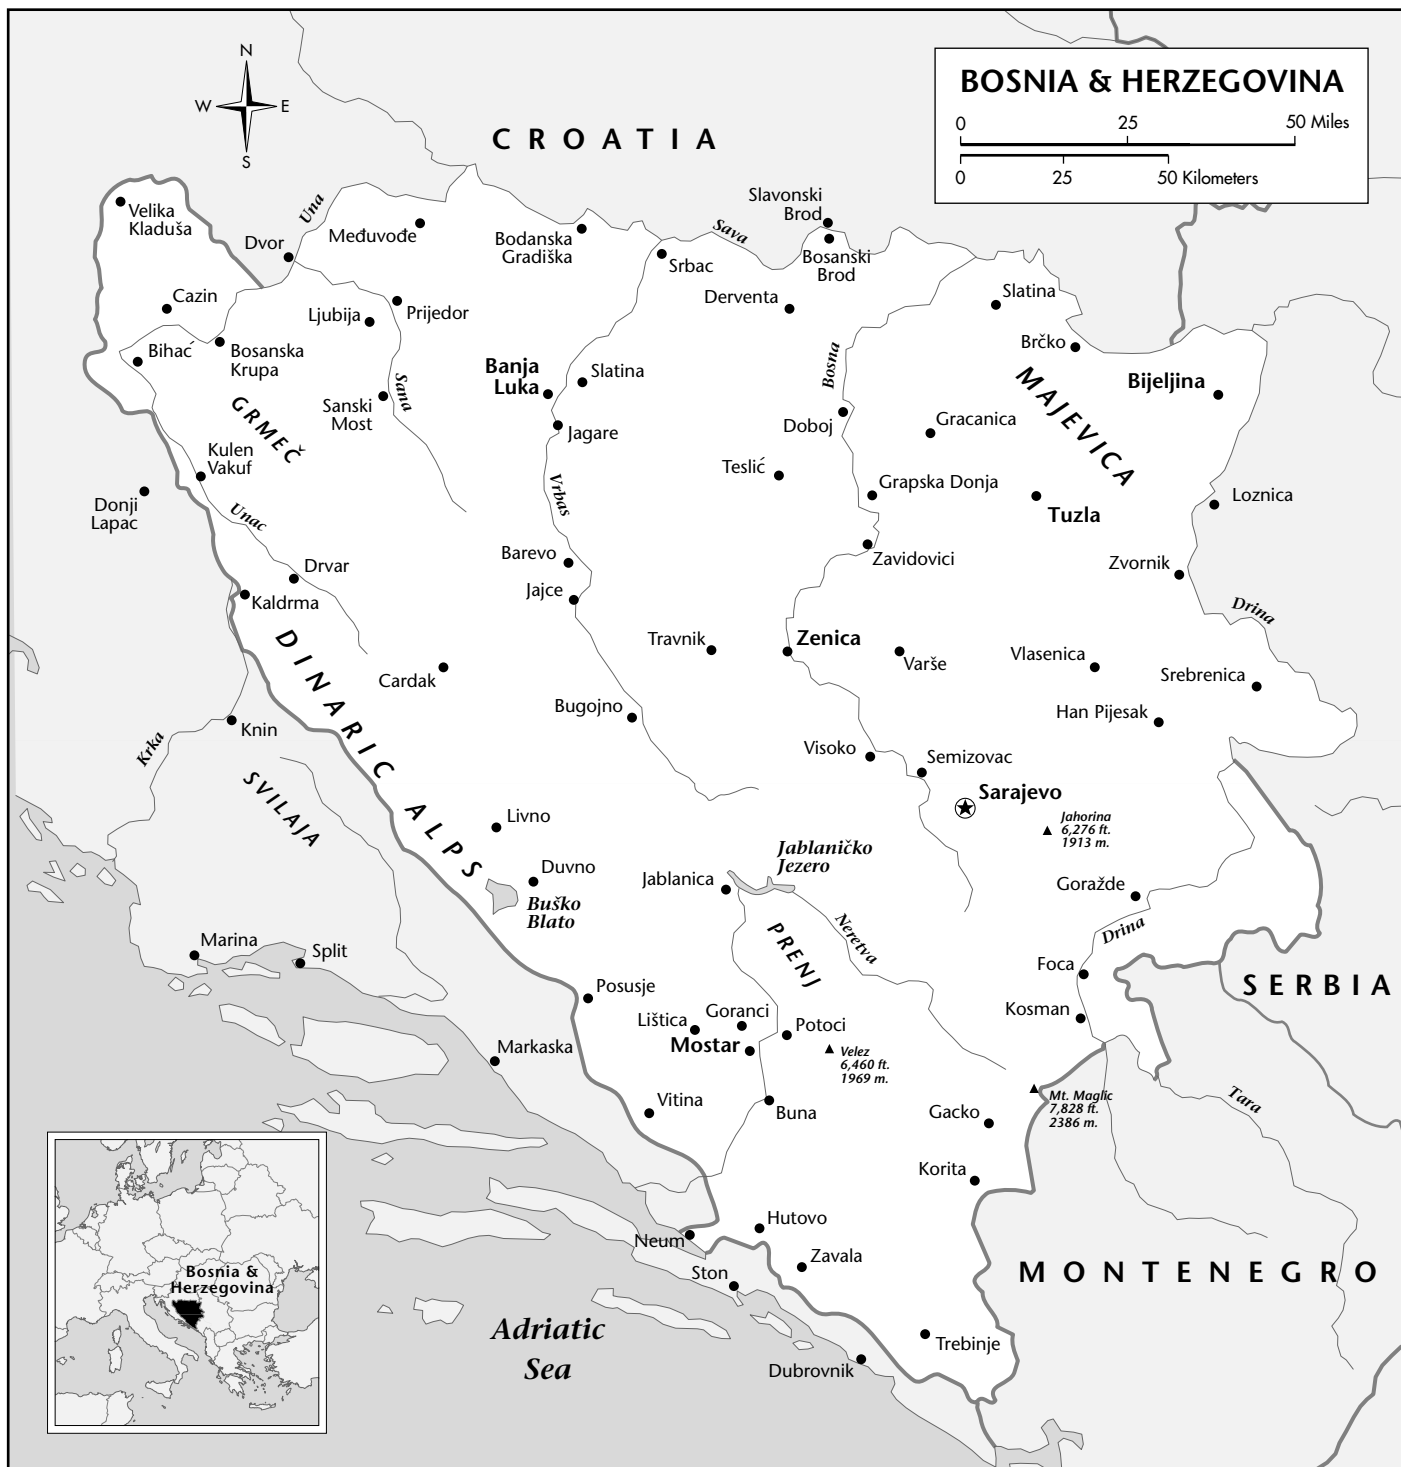 BOSNIA & HERZEGOVINA
0 25 50 Miles
0 25 50 Kilometers
N
W E
S
CROATIA
Velika
Kladuša
Una
Međuvođe
Dvor
Bodanska
Gradiška
Sava
Slavonski
Brod
Bosanski
Brod
Srbac
Cazin
Ljubija
Prijedor
Derventa
Slatina
Bihać
Bosanska
Krupa
Brčko
Banja
Luka
Slatina
Bosna
MAJEVICA
Bijeljina
GRMEČ
Sanski
Most
Sana
Jagare
Doboj
Gracanica
Kulen
Vakuf
Teslić
Grapska Donja
Donji
Lapac
Unac
Vrbas
Tuzla
Loznica
Barevo
Zavidovici
Zvornik
Drvar
Kaldrma
Jajce
Drina
DINARIC ALPS
Travnik
Zenica
Varše
Vlasenica
Srebrenica
Cardak
Bugojno
Han Pijesak
Knin
Krka
Visoko
Semizovac
SVILAJA
Sarajevo
Livno
Jahorina
6,276 ft.
1913 m.
Jablaničko
Jezero
Duvno
Jablanica
Goražde
Buško
Blato
Neretva
Drina
PRENJ
Marina
Split
Foca
SERBIA
Posusje
Kosman
Lištica
Goranci
Potoci
Mostar
Markaska
Velez
6,460 ft.
1969 m.
Mt. Maglic
7,828 ft.
2386 m.
Tara
Vitina
Buna
Gacko
Korita
Hutovo
Neum
Zavala
Ston
MONTENEGRO
Bosnia &
Herzegovina
Adriatic
Sea
Trebinje
Dubrovnik